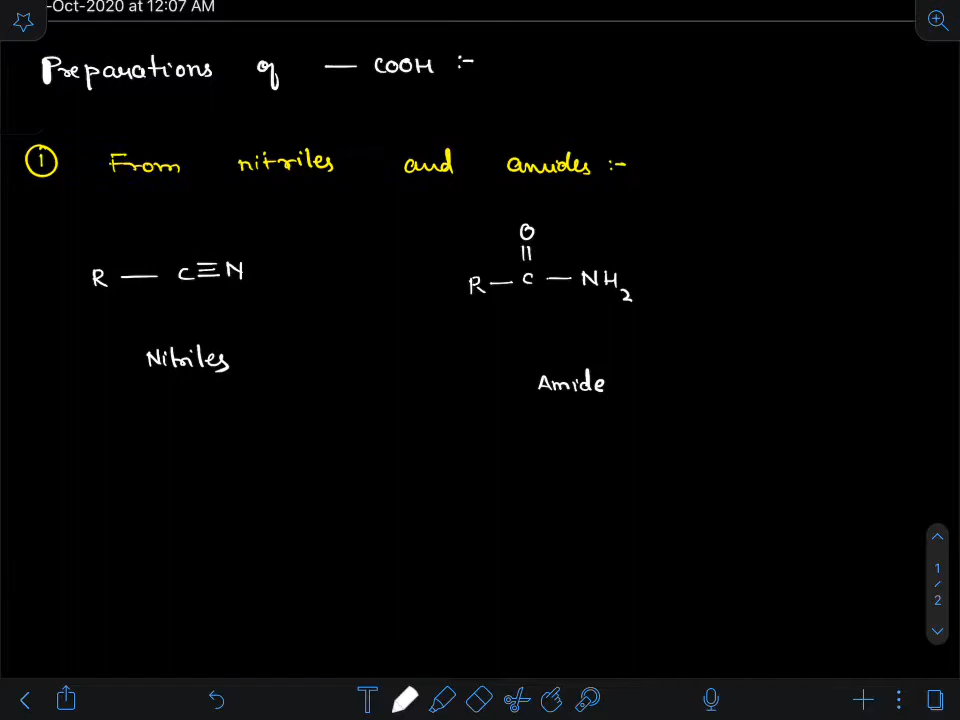 -Oct-2020 at 12:07 AM
Preparations of — COOH :-
① From nitriles and amides :-
O
||
R — C≡N R — C — NH₂
Nitriles
Amide
1
/
2
T